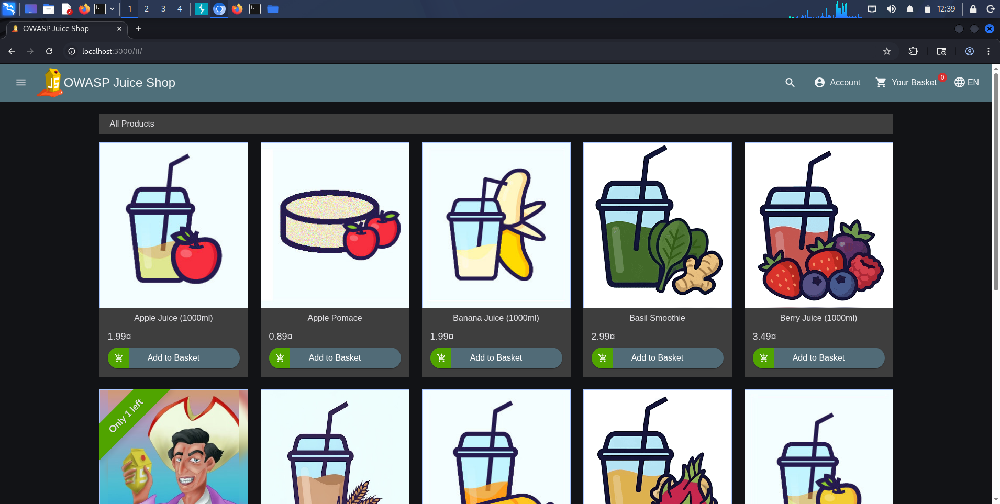 1 2 3 4
12:39
OWASP Juice Shop
localhost:3000/#/
JS OWASP Juice Shop
Account
Your Basket 0
EN
All Products
Apple Juice (1000ml)
1.99¤
Add to Basket
Apple Pomace
0.89¤
Add to Basket
Banana Juice (1000ml)
1.99¤
Add to Basket
Basil Smoothie
2.99¤
Add to Basket
Berry Juice (1000ml)
3.49¤
Add to Basket
Only 1 left